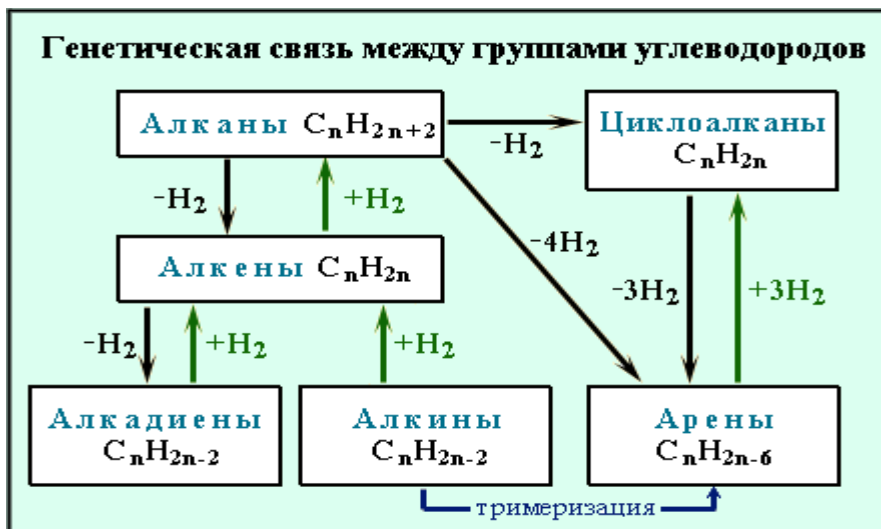 Генетическая связь между группами углеводородов
Алканы CₙH₂ₙ₊₂
-H₂
Циклоалканы
CₙH₂ₙ
-H₂
+H₂
-4H₂
Алкены CₙH₂ₙ
-3H₂
+3H₂
-H₂
+H₂
+H₂
Алкадиены
CₙH₂ₙ₋₂
Алкины
CₙH₂ₙ₋₂
Арены
CₙH₂ₙ₋₆
тримеризация